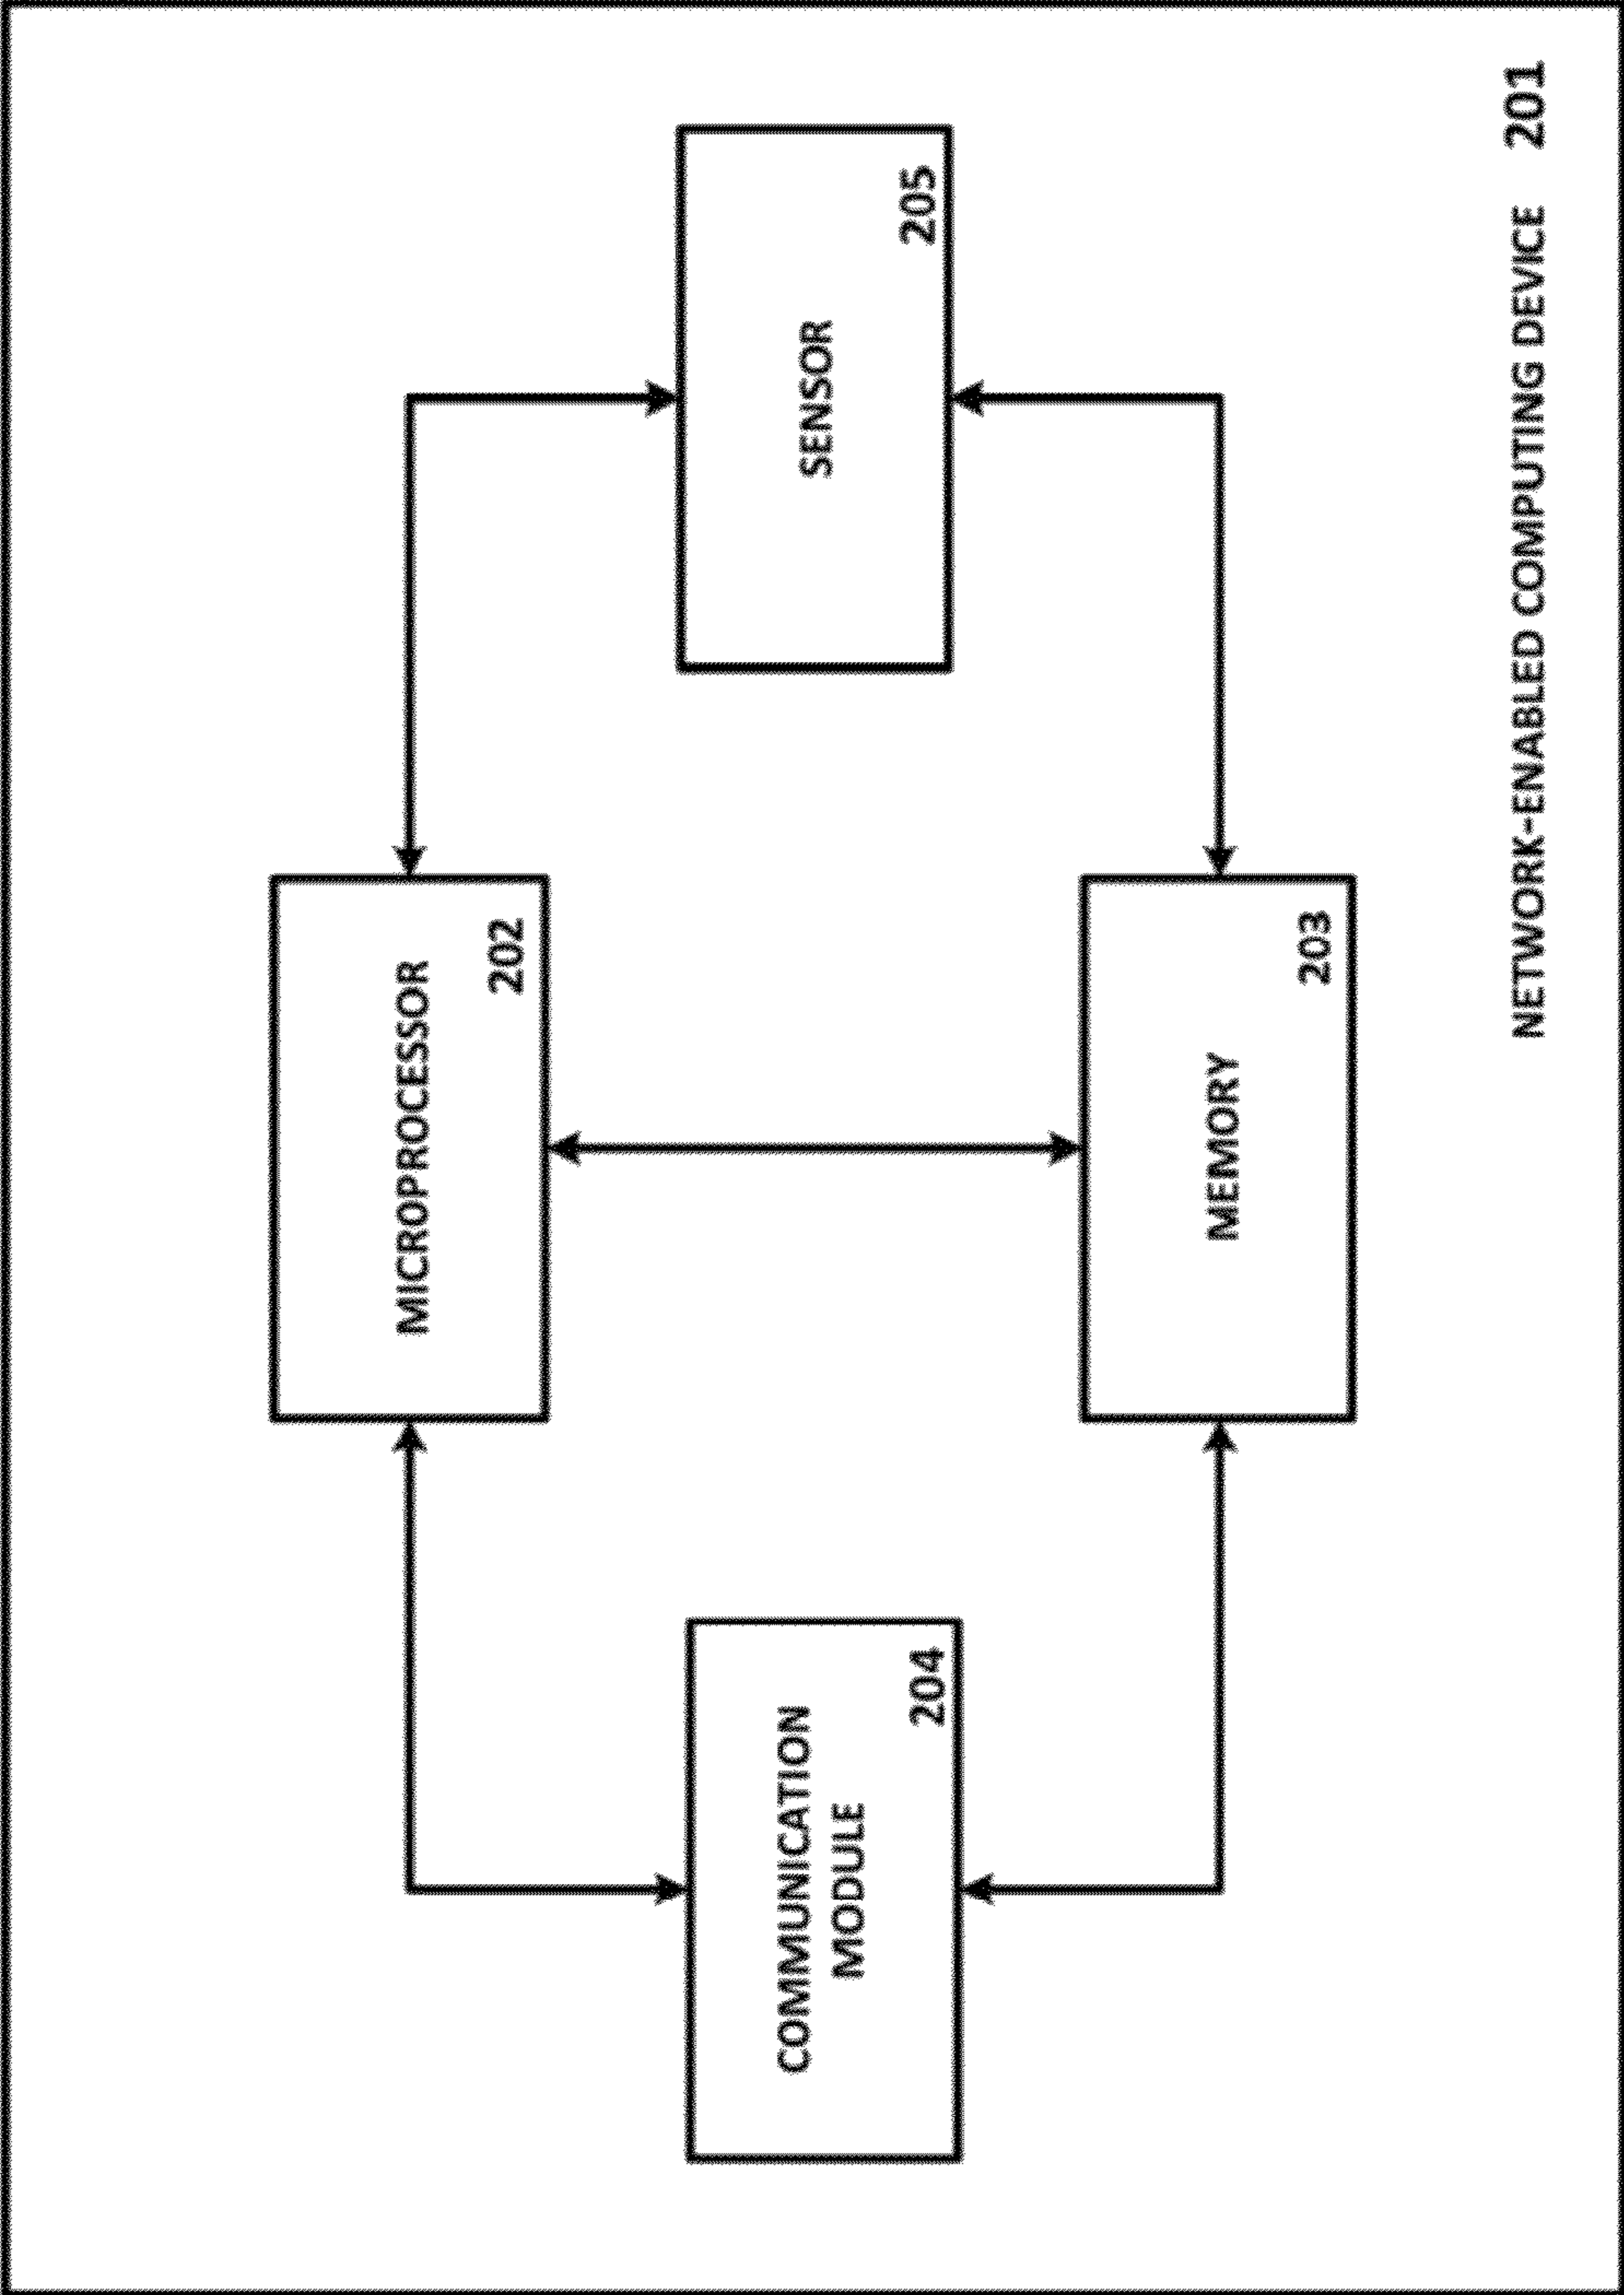 MICROPROCESSOR
202
COMMUNICATION
MODULE
204
SENSOR
205
MEMORY
203
NETWORK-ENABLED COMPUTING DEVICE 201